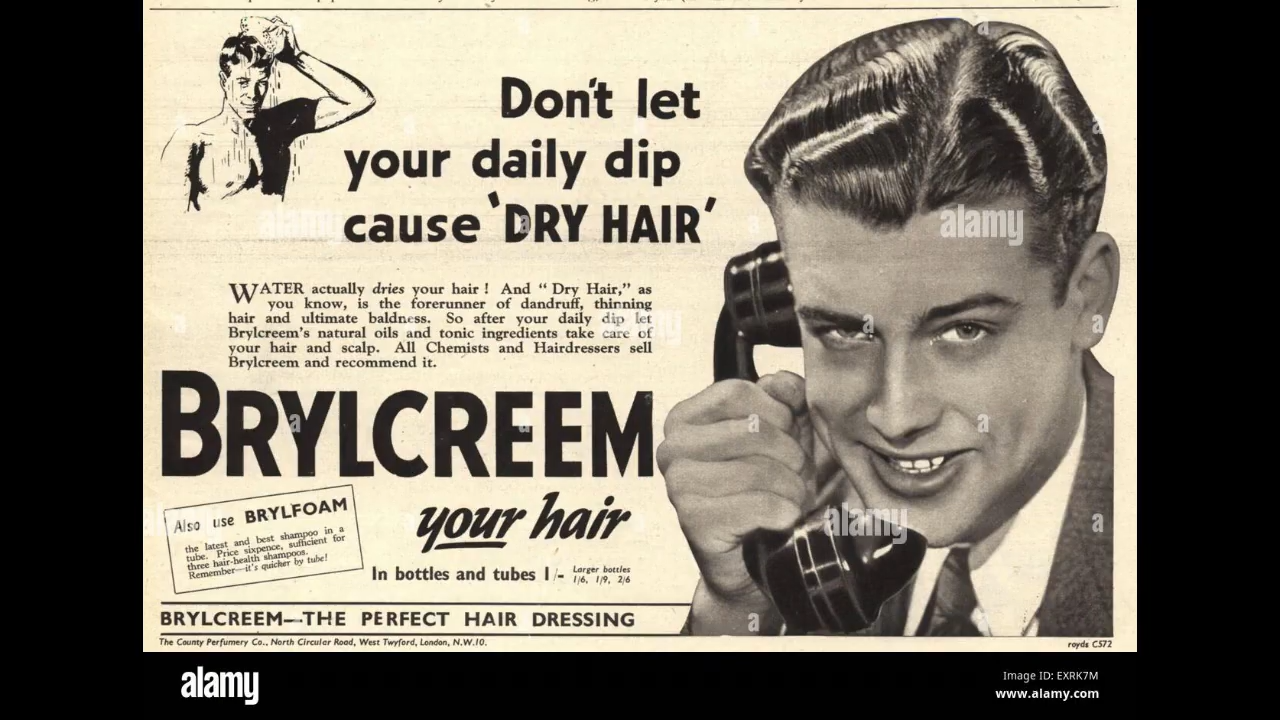 Don't let
your daily dip
cause 'DRY HAIR'
WATER actually dries your hair! And "Dry Hair," as
you know, is the forerunner of dandruff, thinning
hair and ultimate baldness. So after your daily dip let
Brylcreem's natural oils and tonic ingredients take care of
your hair and scalp. All Chemists and Hairdressers sell
Brylcreem and recommend it.
BRYLCREEM
your hair
Also use BRYLFOAM
the latest and best shampoo in a
tube. Price sixpence, sufficient for
three hair-health shampoos.
Remember—it's quicker by tube!
In bottles and tubes 1/- Larger bottles
1/6, 1/9, 2/6
BRYLCREEM—THE PERFECT HAIR DRESSING
The County Perfumery Co., North Circular Road, West Twyford, London, N.W.10.
royds C572
alamy
alamy
alamy
alamy
a
a
a
a
a
a
a
alamy
Image ID: EXRK7M
www.alamy.com